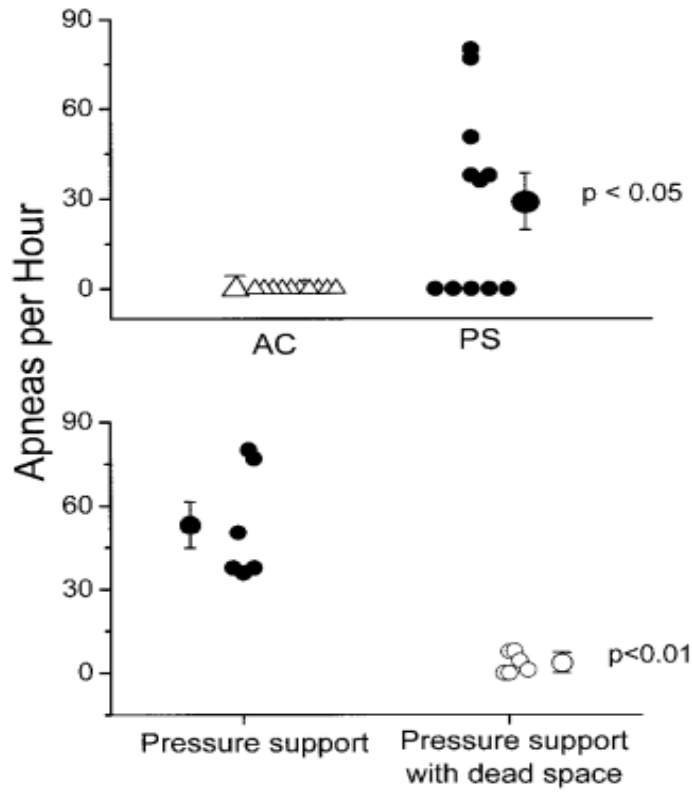 90
60
30
0
p < 0.05
AC
PS
Apneas per Hour
90
60
30
0
p<0.01
Pressure support
Pressure support
with dead space